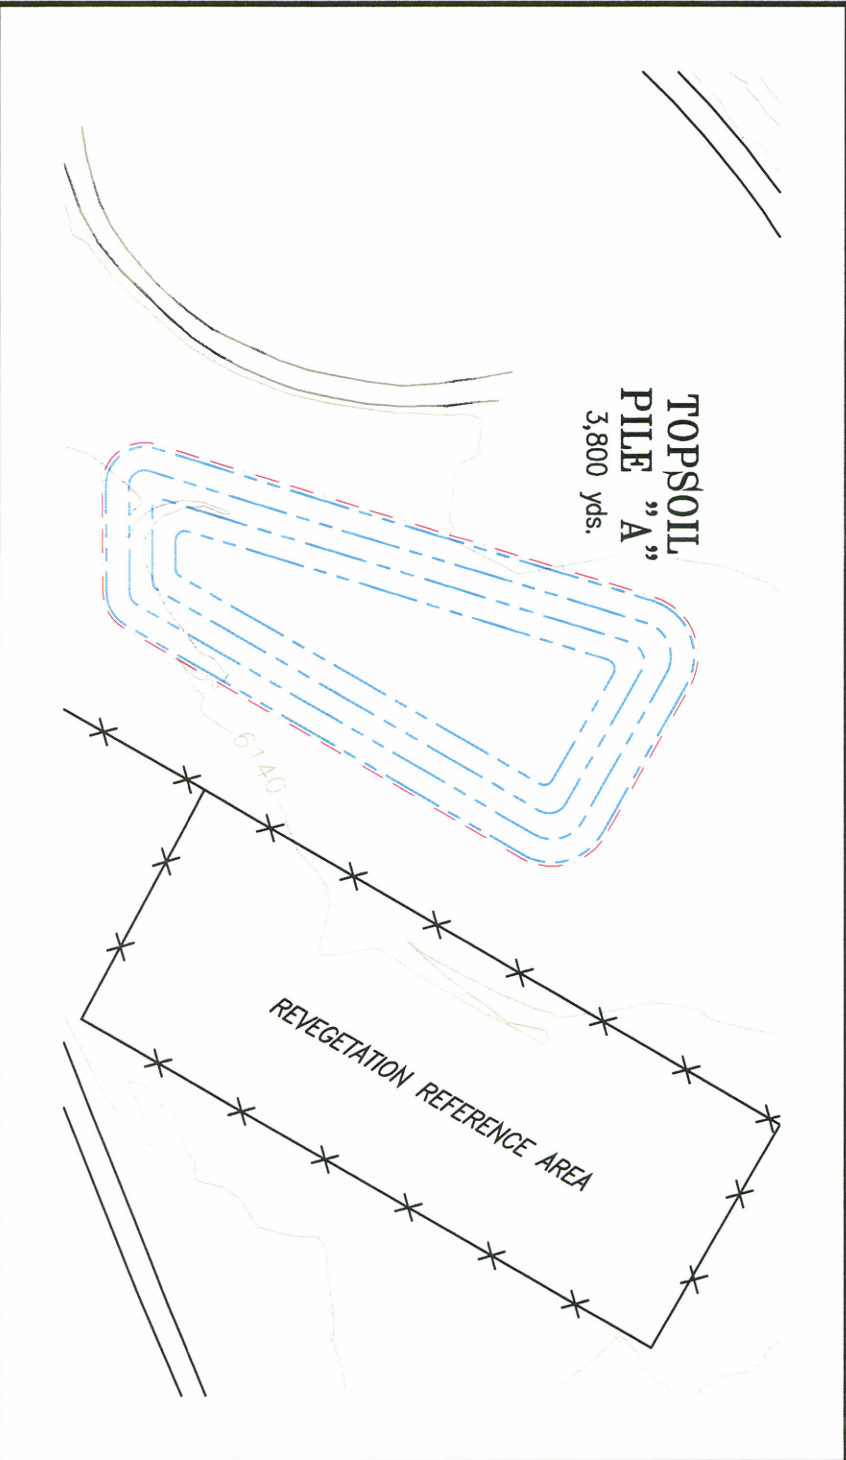 TOPSOIL
PILE "A"
3,800 yds.
6140
REVEGETATION REFERENCE AREA